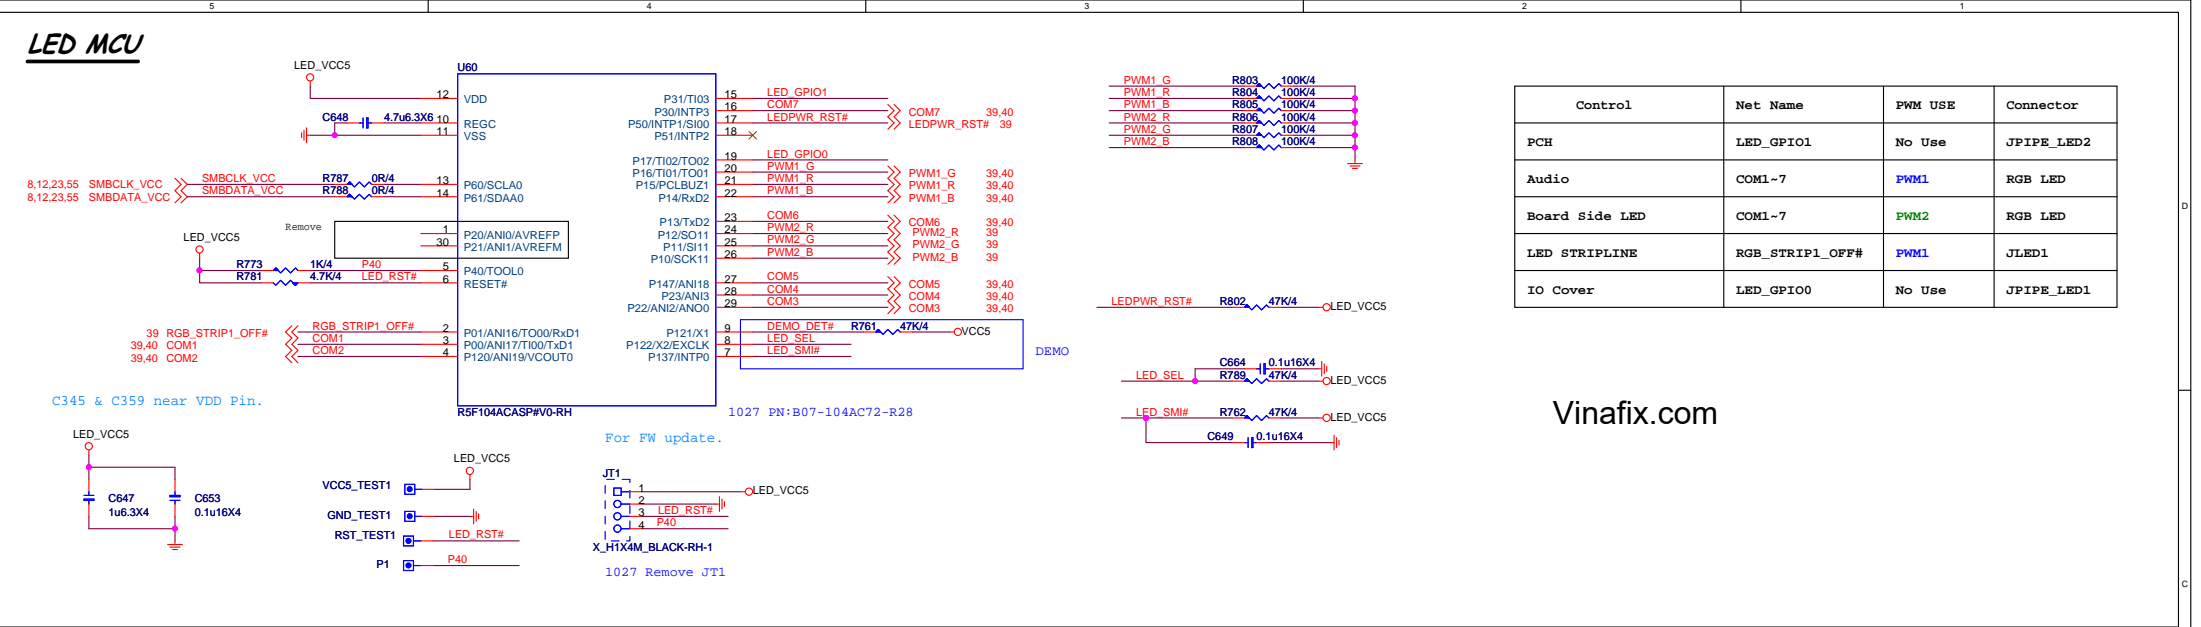 5 4 3 2 1
LED MCU
LED_VCC5
U60
12 VDD
C648 4.7u6.3X6 10 REGC
11 VSS
8,12,23,55 SMBCLK_VCC SMBCLK_VCC R787 0R/4 13 P60/SCLA0
8,12,23,55 SMBDATA_VCC SMBDATA_VCC R788 0R/4 14 P61/SDAA0
Remove
1 P20/ANI0/AVREFP
30 P21/ANI1/AVREFM
LED_VCC5
R773 1K/4 P40 5 P40/TOOL0
R781 4.7K/4 LED_RST# 6 RESET#
39 RGB_STRIP1_OFF# RGB_STRIP1_OFF# 2 P01/ANI16/TO00/RxD1
39,40 COM1 COM1 3 P00/ANI17/TI00/TxD1
39,40 COM2 COM2 4 P120/ANI19/VCOUT0
P31/TI03 15 LED_GPIO1
P30/INTP3 16 COM7 COM7 39,40
P50/INTP1/SI00 17 LEDPWR_RST# LEDPWR_RST# 39
P51/INTP2 18
P17/TI02/TO02 19 LED_GPIO0
P16/TI01/TO01 20 PWM1_G PWM1_G 39,40
P15/PCLBUZ1 21 PWM1_R PWM1_R 39,40
P14/RxD2 22 PWM1_B PWM1_B 39,40
P13/TxD2 23 COM6 COM6 39,40
P12/SO11 24 PWM2_R PWM2_R 39
P11/SI11 25 PWM2_G PWM2_G 39
P10/SCK11 26 PWM2_B PWM2_B 39
P147/ANI18 27 COM5 COM5 39,40
P23/ANI3 28 COM4 COM4 39,40
P22/ANI2/ANO0 29 COM3 COM3 39,40
P121/X1 9 DEMO_DET# R761 47K/4 VCC5
P122/X2/EXCLK 8 LED_SEL
P137/INTP0 7 LED_SMI#
DEMO
R5F104ACASP#V0-RH
1027 PN:B07-104AC72-R28
PWM1_G R803 100K/4
PWM1_R R804 100K/4
PWM1_B R805 100K/4
PWM2_R R806 100K/4
PWM2_G R807 100K/4
PWM2_B R808 100K/4
LEDPWR_RST# R802 47K/4 LED_VCC5
C664 0.1u16X4
LED_SEL R789 47K/4 LED_VCC5
LED_SMI# R762 47K/4 LED_VCC5
C649 0.1u16X4
Control Net Name PWM USE Connector
PCH LED_GPIO1 No Use JPIPE_LED2
Audio COM1~7 PWM1 RGB LED
Board Side LED COM1~7 PWM2 RGB LED
LED STRIPLINE RGB_STRIP1_OFF# PWM1 JLED1
IO Cover LED_GPIO0 No Use JPIPE_LED1
D
Vinafix.com
C345 & C359 near VDD Pin.
LED_VCC5
C647 C653
1u6.3X4 0.1u16X4
LED_VCC5
VCC5_TEST1
GND_TEST1
RST_TEST1 LED_RST#
P1 P40
For FW update.
JT1
1 LED_VCC5
2
3 LED_RST#
4 P40
X_H1X4M_BLACK-RH-1
1027 Remove JT1
C